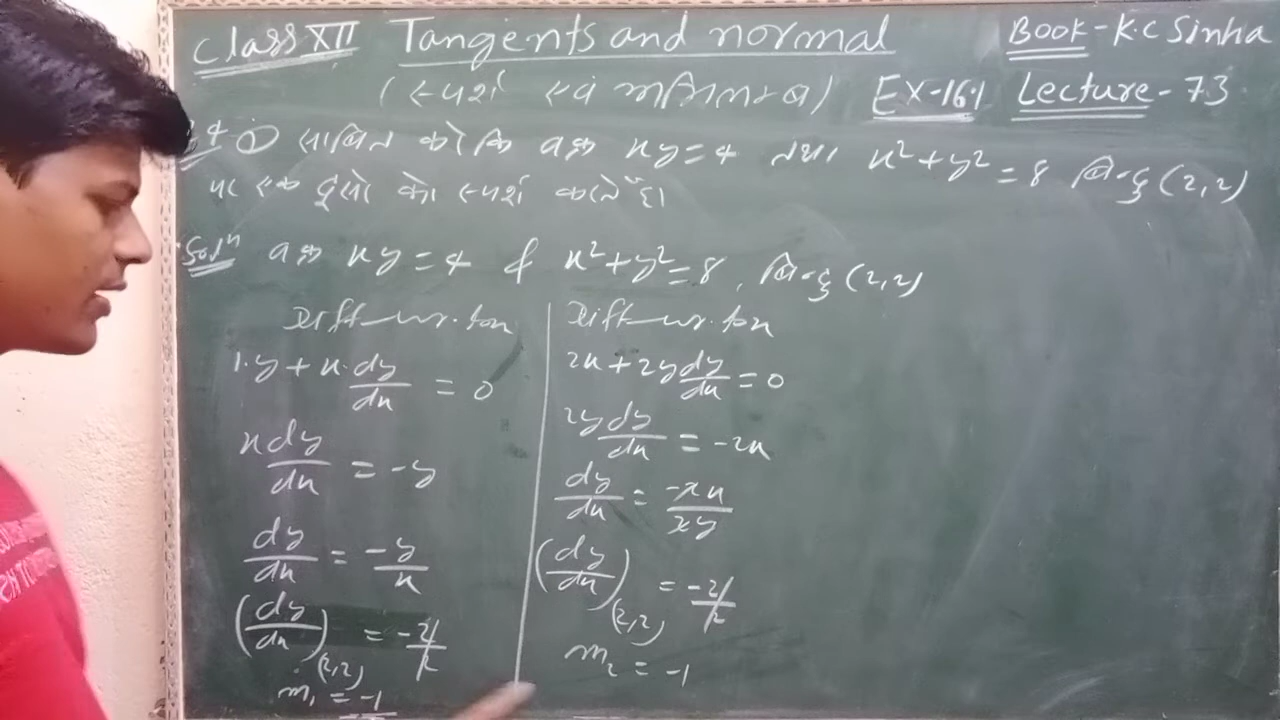 Class XII Tangents and normal Book - K.C Sinha
(स्पर्श एवं अभिलम्ब) EX-16.1 Lecture - 73
4 ① साबित करें कि वक्र xy = 4 तथा x² + y² = 8 बिन्दु (2,2)
पर एक दूसरे को स्पर्श करते हैं।
Solⁿ वक्र xy = 4 & x² + y² = 8, बिन्दु (2,2)
Diff w.r.to x
1.y + x.dy/dx = 0
x dy/dx = -y
dy/dx = -y/x
(dy/dx)(2,2) = -2/2
m₁ = -1
Diff w.r.to x
2x + 2y dy/dx = 0
2y dy/dx = -2x
dy/dx = -2x/2y
(dy/dx)(2,2) = -2/2
m₂ = -1